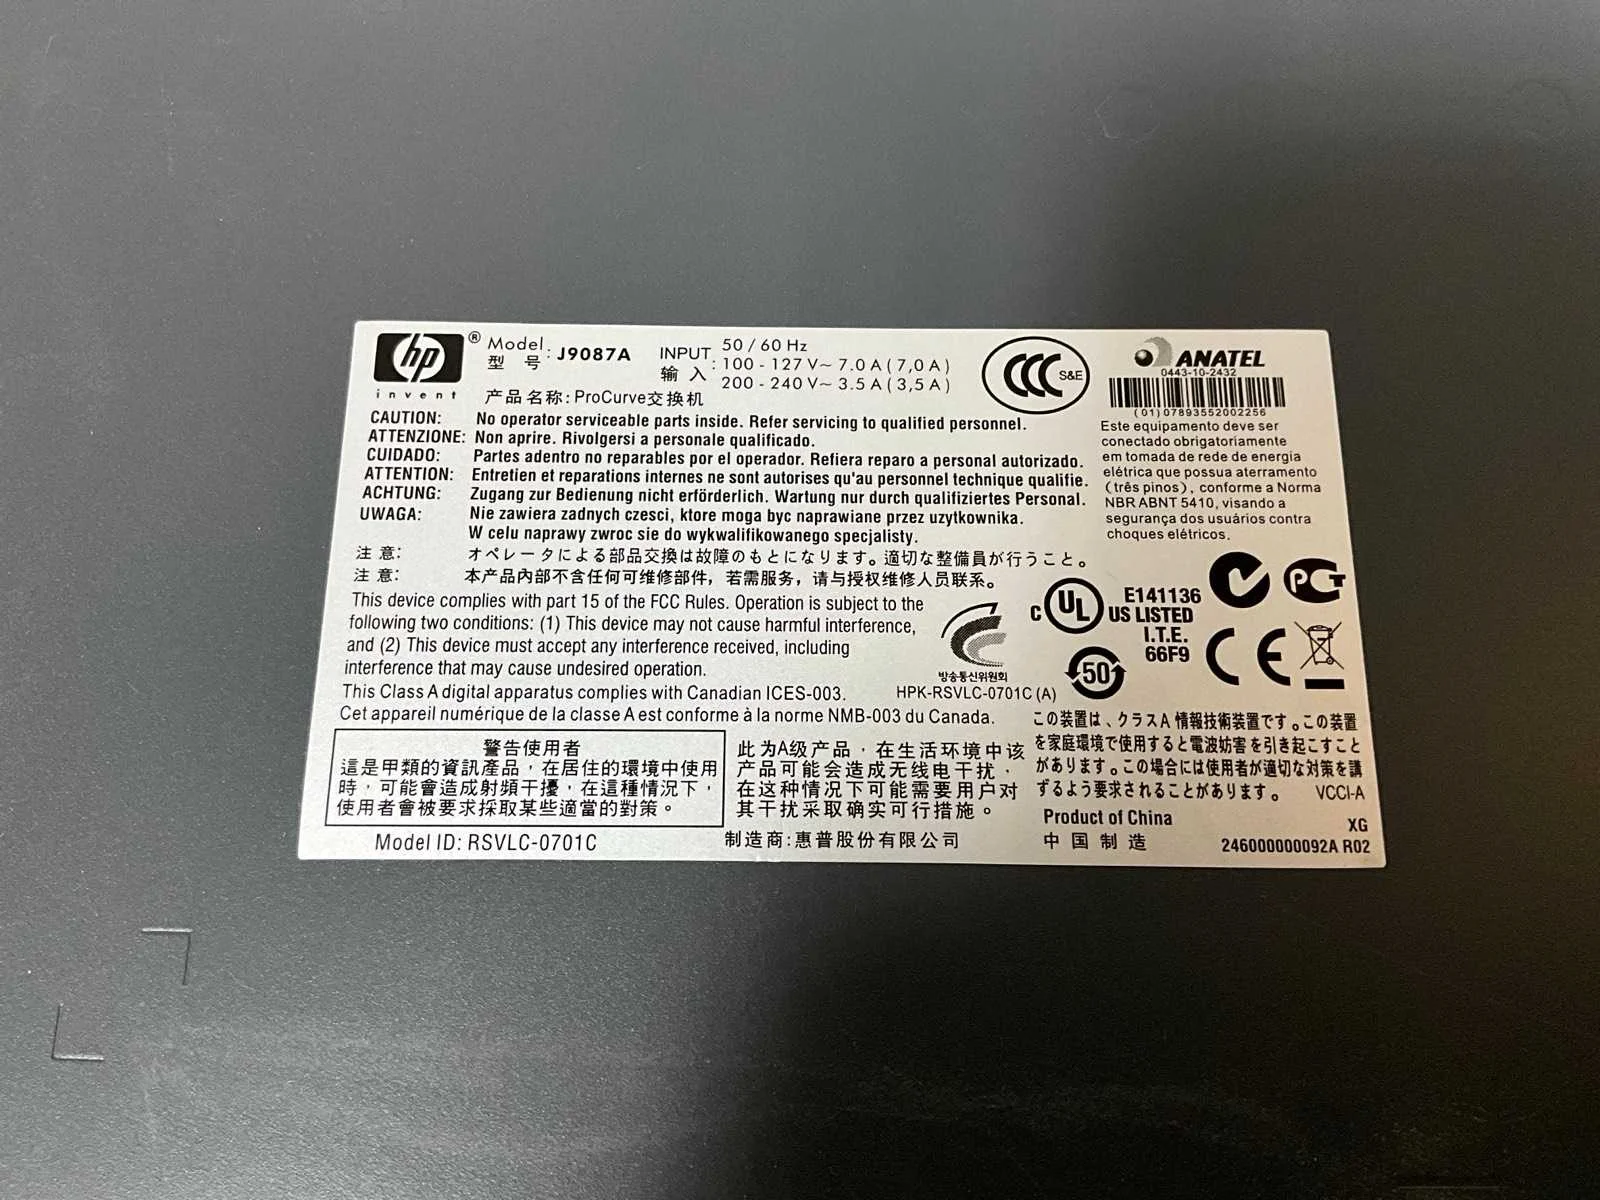 hp ®
invent
Model
型 号 : J9087A
INPUT
输 入 :
50 / 60 Hz
100 - 127 V~ 7.0 A ( 7,0 A )
200 - 240 V~ 3.5 A ( 3,5 A )
产品名称: ProCurve交换机
CCC S&E
ANATEL
0443-10-2432
(01)07893552002256
Este equipamento deve ser
conectado obrigatoriamente
em tomada de rede de energia
elétrica que possua aterramento
(três pinos), conforme a Norma
NBR ABNT 5410, visando a
segurança dos usuários contra
choques elétricos.
CAUTION: No operator serviceable parts inside. Refer servicing to qualified personnel.
ATTENZIONE: Non aprire. Rivolgersi a personale qualificado.
CUIDADO: Partes adentro no reparables por el operador. Refiera reparo a personal autorizado.
ATTENTION: Entretien et reparations internes ne sont autorises qu'au personnel technique qualifie.
ACHTUNG: Zugang zur Bedienung nicht erförderlich. Wartung nur durch qualifiziertes Personal.
UWAGA: Nie zawiera zadnych czesci, ktore moga byc naprawiane przez uzytkownika.
W celu naprawy zwroc sie do wykwalifikowanego specjalisty.
注 意: オペレータによる部品交換は故障のもとになります。適切な整備員が行うこと。
注 意: 本产品内部不含任何可维修部件，若需服务，请与授权维修人员联系。
This device complies with part 15 of the FCC Rules. Operation is subject to the
following two conditions: (1) This device may not cause harmful interference,
and (2) This device must accept any interference received, including
interference that may cause undesired operation.
This Class A digital apparatus complies with Canadian ICES-003.
Cet appareil numérique de la classe A est conforme à la norme NMB-003 du Canada.
방송통신위원회
HPK-RSVLC-0701C (A)
C UL US LISTED
E141136
I.T.E.
66F9
50
CE
警告使用者
這是甲類的資訊產品，在居住的環境中使用
時，可能會造成射頻干擾，在這種情況下，
使用者會被要求採取某些適當的對策。
此为A级产品，在生活环境中该
产品可能会造成无线电干扰，
在这种情况下可能需要用户对
其干扰采取确实可行措施。
この装置は、クラスA 情報技術装置です。この装置
を家庭環境で使用すると電波妨害を引き起こすこと
があります。この場合には使用者が適切な対策を講
ずるよう要求されることがあります。 VCCI-A
Model ID: RSVLC-0701C
制造商: 惠普股份有限公司
Product of China
中 国 制 造
XG
246000000092A R02